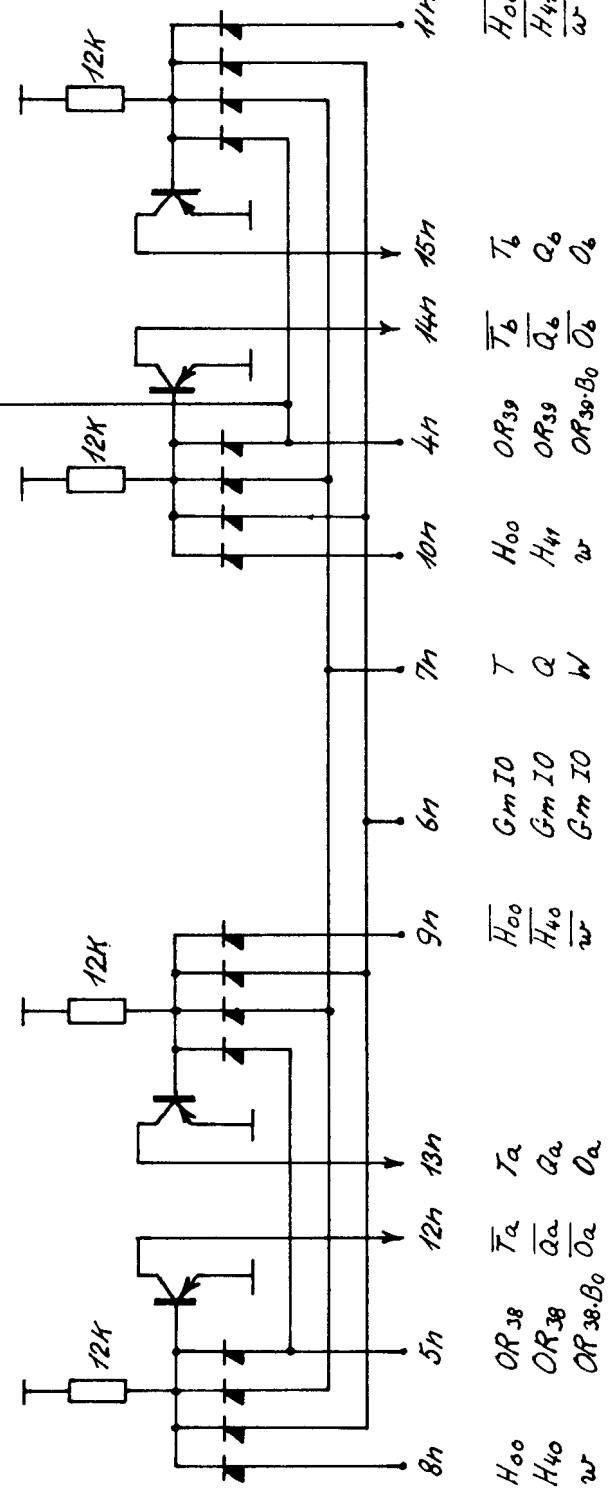 12K 12K 12K 12K
8n 5n 12n 13n 9n 6n 7n 10n 4n 14n 15n 11n
H₀₀ OR₃₈ T̅a Ta H̅₀₀ Gm IO T H₀₀ OR₃₉ T̅b Tb
H₄₀ OR₃₈ Q̅a Qa H̅₄₀ Gm IO Q H₄₁ OR₃₉ Q̅b Qb
w OR₃₈·B₀ O̅a Oa w̅ Gm IO W w OR₃₉·B₀ O̅b Ob w̅